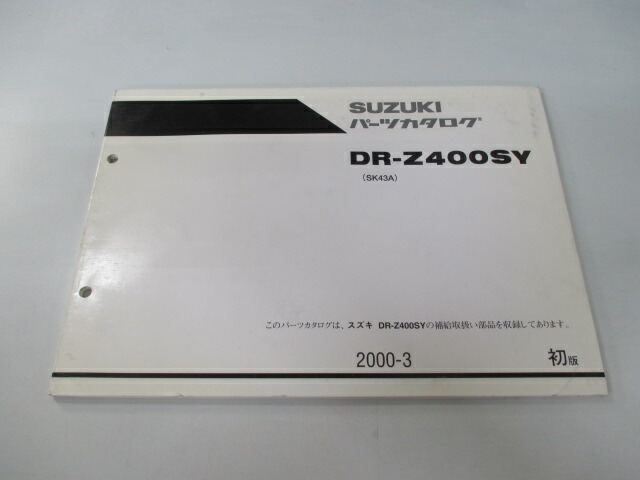 SUZUKI
パーツカタログ
DR-Z400SY
(SK43A)
このパーツカタログは、スズキ DR-Z400SYの補給取扱い部品を収録してあります。
2000-3 初版